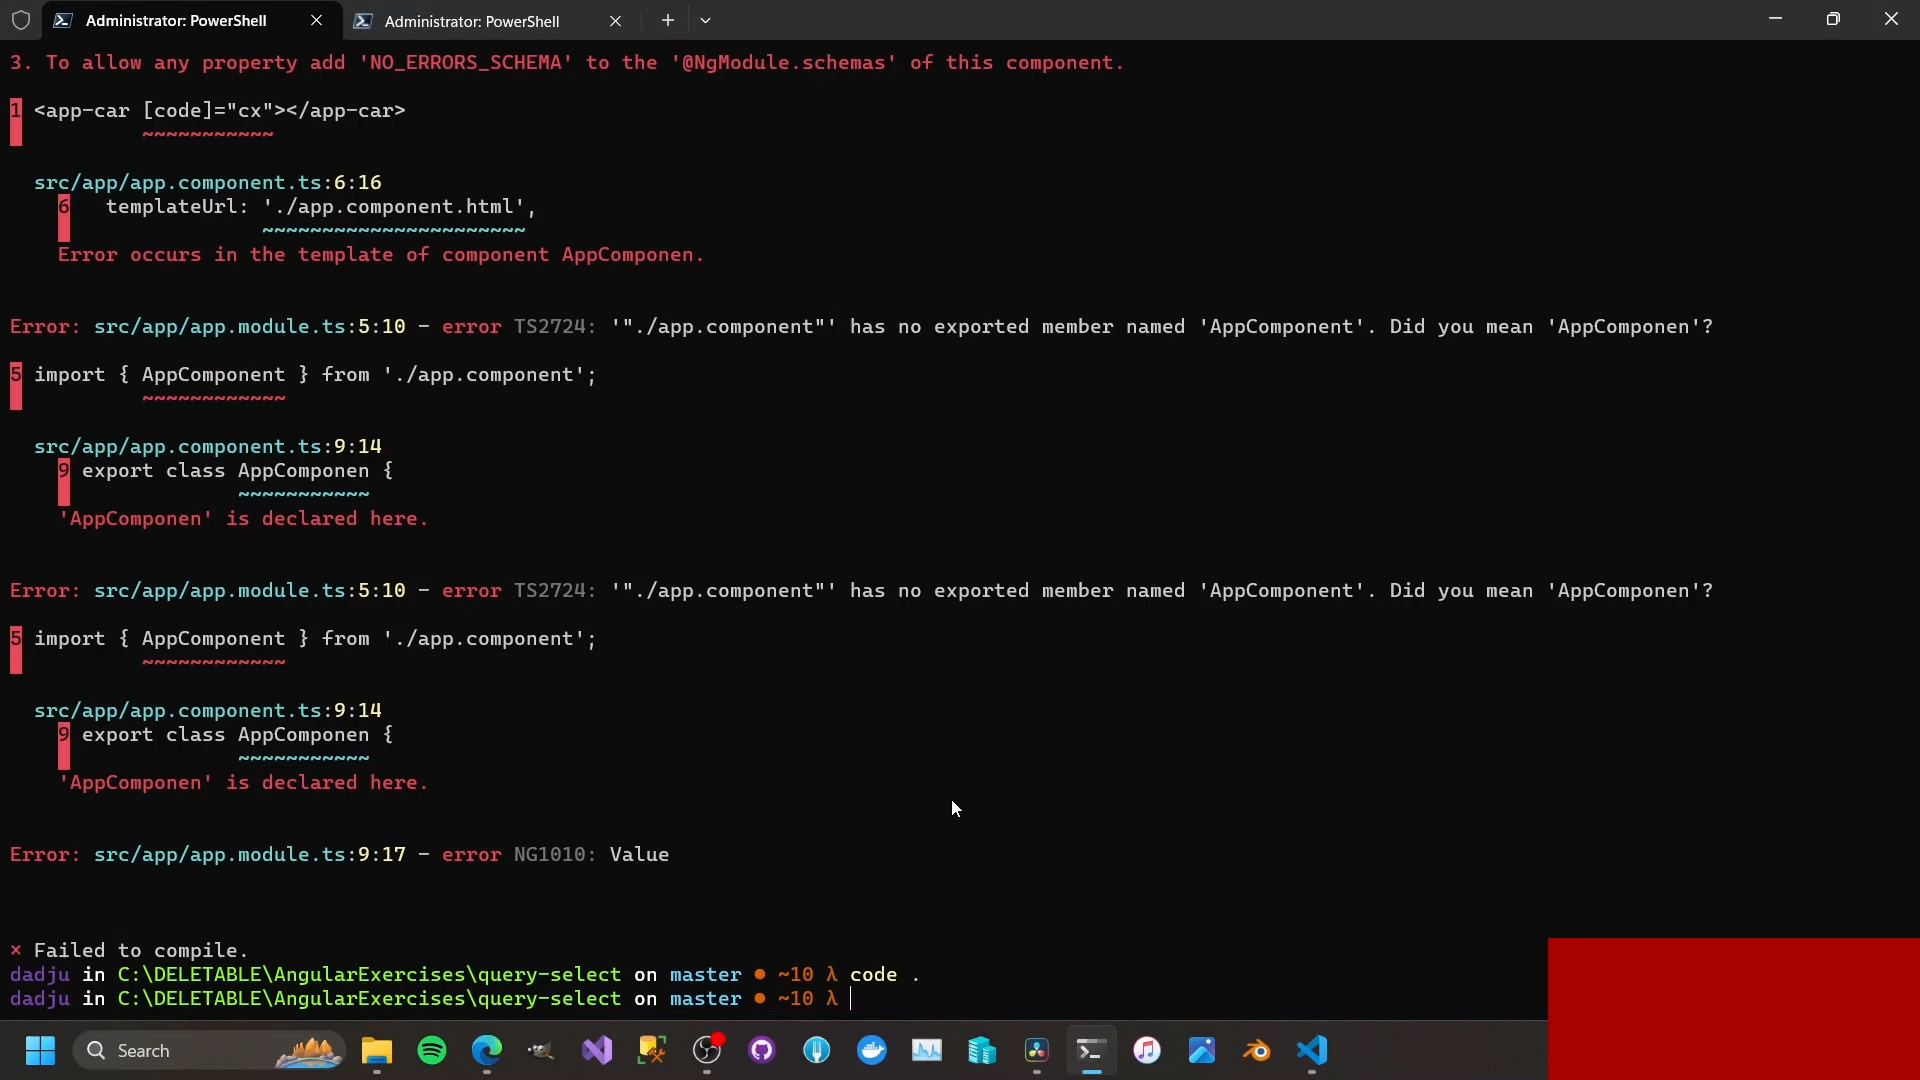 Administrator: PowerShell
Administrator: PowerShell
3. To allow any property add 'NO_ERRORS_SCHEMA' to the '@NgModule.schemas' of this component.
1 <app-car [code]="cx"></app-car>
~~~~~~~~~~~
src/app/app.component.ts:6:16
6 templateUrl: './app.component.html',
~~~~~~~~~~~~~~~~~~~~~~
Error occurs in the template of component AppComponen.
Error: src/app/app.module.ts:5:10 - error TS2724: '"./app.component"' has no exported member named 'AppComponent'. Did you mean 'AppComponen'?
5 import { AppComponent } from './app.component';
~~~~~~~~~~~~
src/app/app.component.ts:9:14
9 export class AppComponen {
~~~~~~~~~~~
'AppComponen' is declared here.
Error: src/app/app.module.ts:5:10 - error TS2724: '"./app.component"' has no exported member named 'AppComponent'. Did you mean 'AppComponen'?
5 import { AppComponent } from './app.component';
~~~~~~~~~~~~
src/app/app.component.ts:9:14
9 export class AppComponen {
~~~~~~~~~~~
'AppComponen' is declared here.
Error: src/app/app.module.ts:9:17 - error NG1010: Value
× Failed to compile.
dadju in C:\DELETABLE\AngularExercises\query-select on master ● ~10 λ code .
dadju in C:\DELETABLE\AngularExercises\query-select on master ● ~10 λ
Search